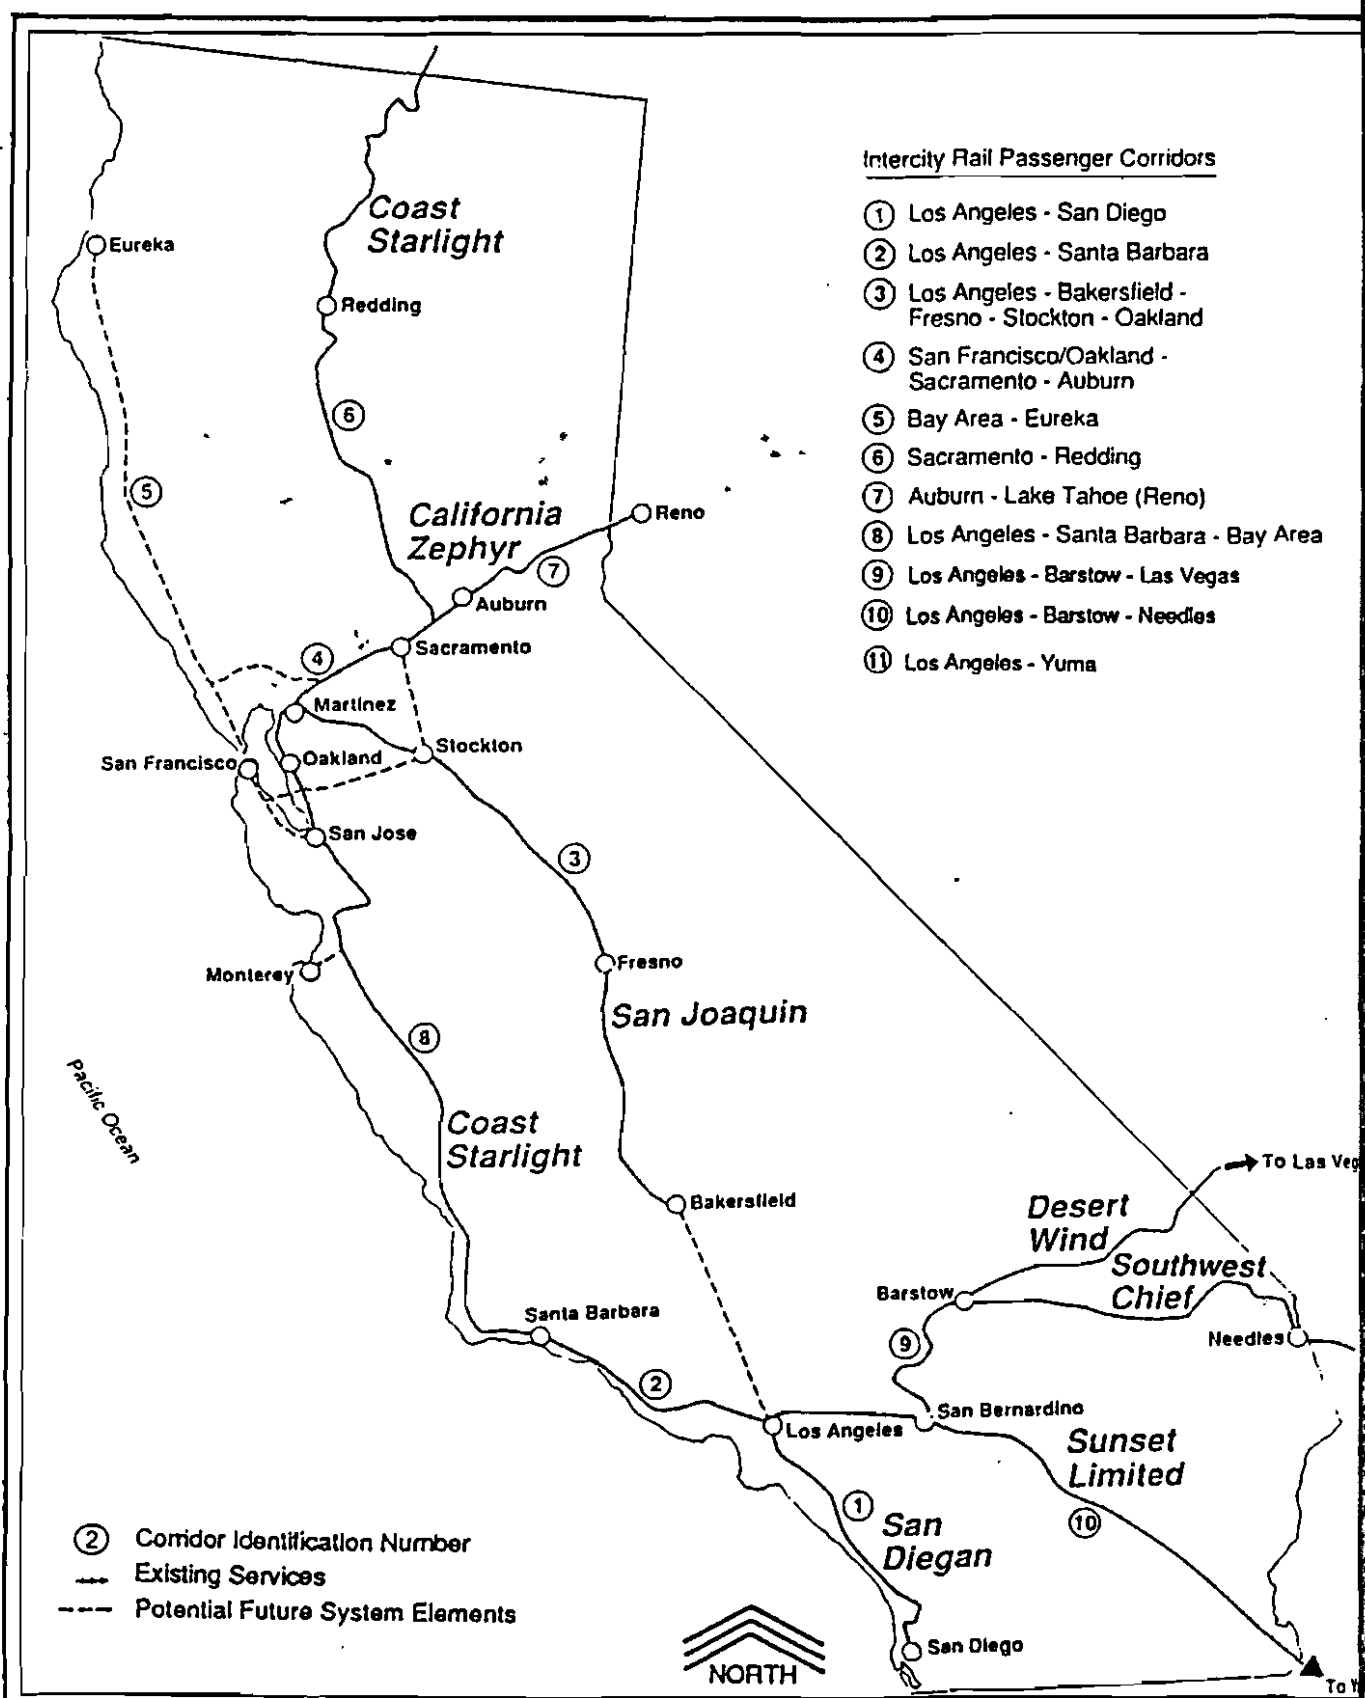 Intercity Rail Passenger Corridors
1 Los Angeles - San Diego
2 Los Angeles - Santa Barbara
3 Los Angeles - Bakersfield -
Fresno - Stockton - Oakland
4 San Francisco/Oakland -
Sacramento - Auburn
5 Bay Area - Eureka
6 Sacramento - Redding
7 Auburn - Lake Tahoe (Reno)
8 Los Angeles - Santa Barbara - Bay Area
9 Los Angeles - Barstow - Las Vegas
10 Los Angeles - Barstow - Needles
11 Los Angeles - Yuma
Coast
Starlight
Eureka
Redding
6
5
California
Zephyr
Reno
7
Auburn
Sacramento
4
Martinez
Stockton
San Francisco
Oakland
San Jose
3
Fresno
Monterey
San Joaquin
8
Pacific Ocean
Coast
Starlight
To Las Veg
Bakersfield
Desert
Wind
Southwest
Chief
Barstow
Santa Barbara
Needles
9
2
San Bernardino
Los Angeles
Sunset
Limited
1
10
San
Diegan
2 Corridor Identification Number
Existing Services
Potential Future System Elements
San Diego
NORTH
To Y